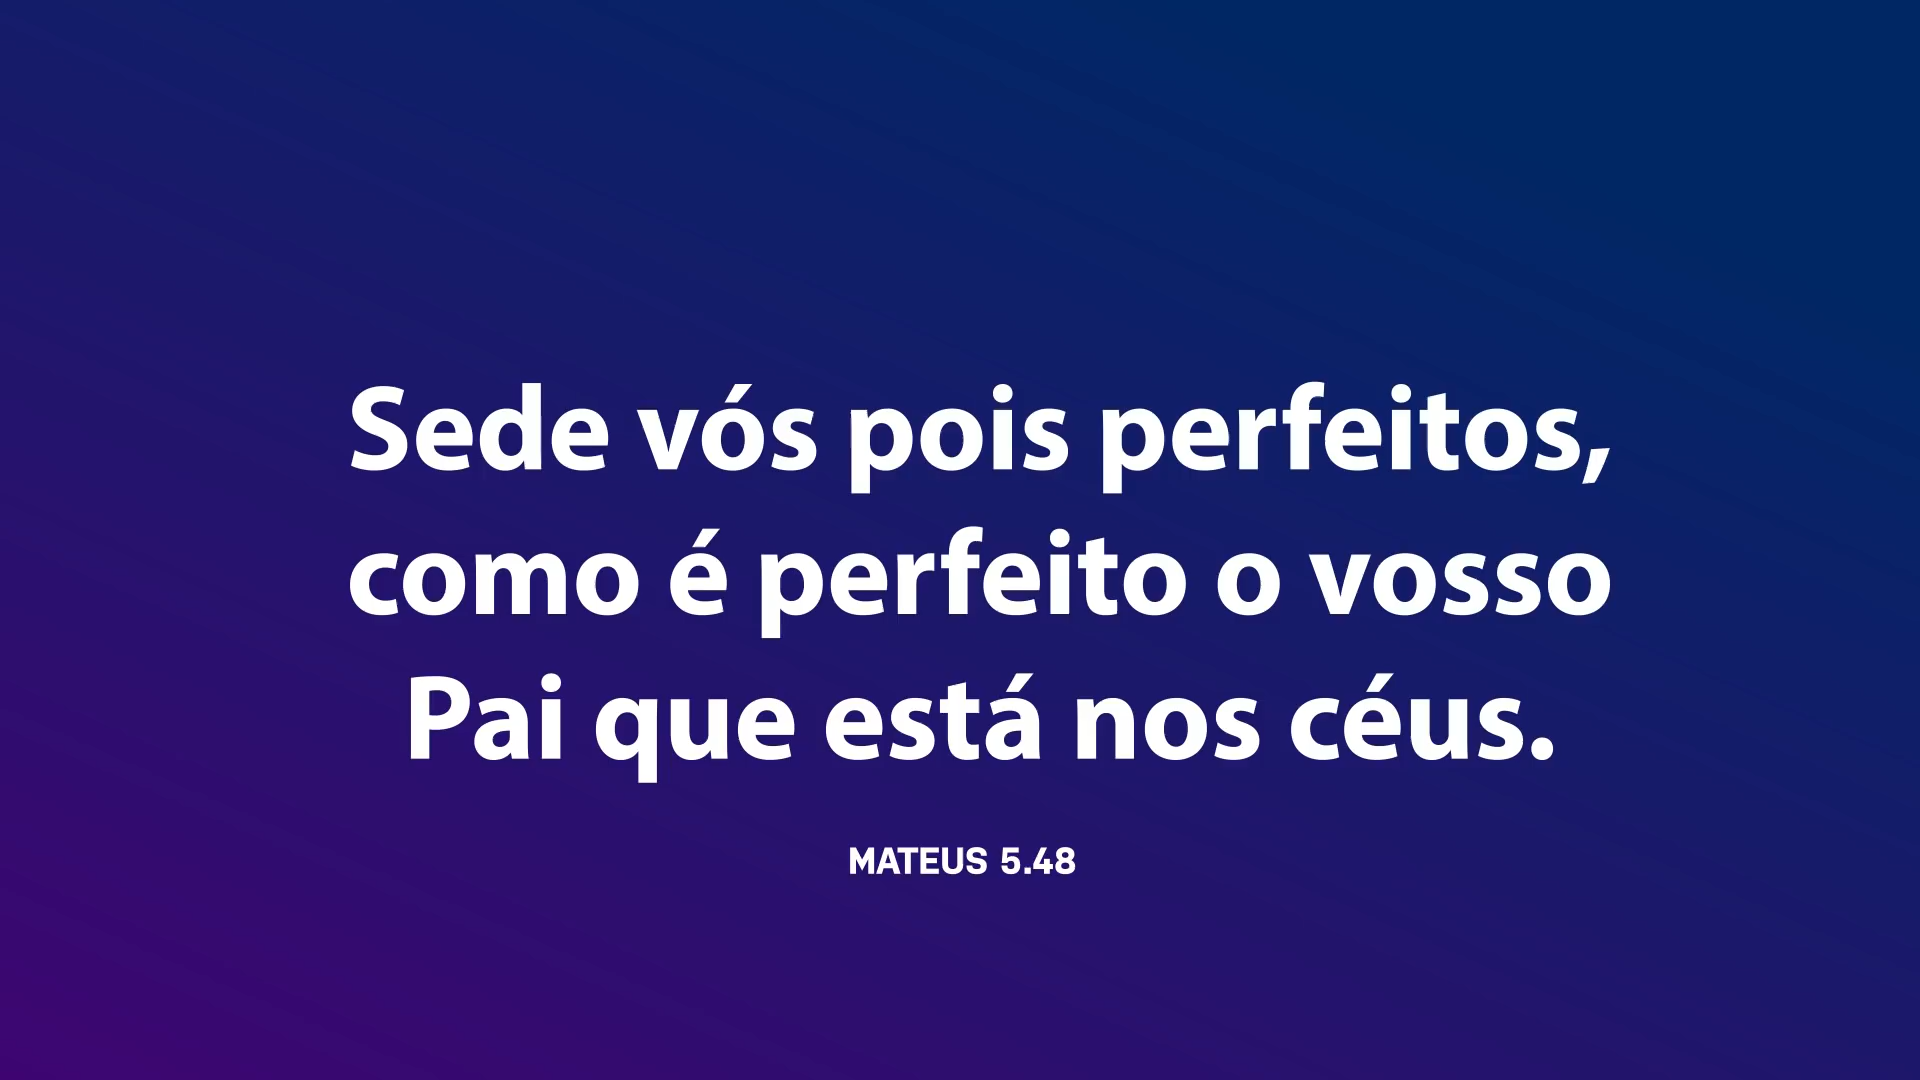 Sede vós pois perfeitos,
como é perfeito o vosso
Pai que está nos céus.
MATEUS 5.48